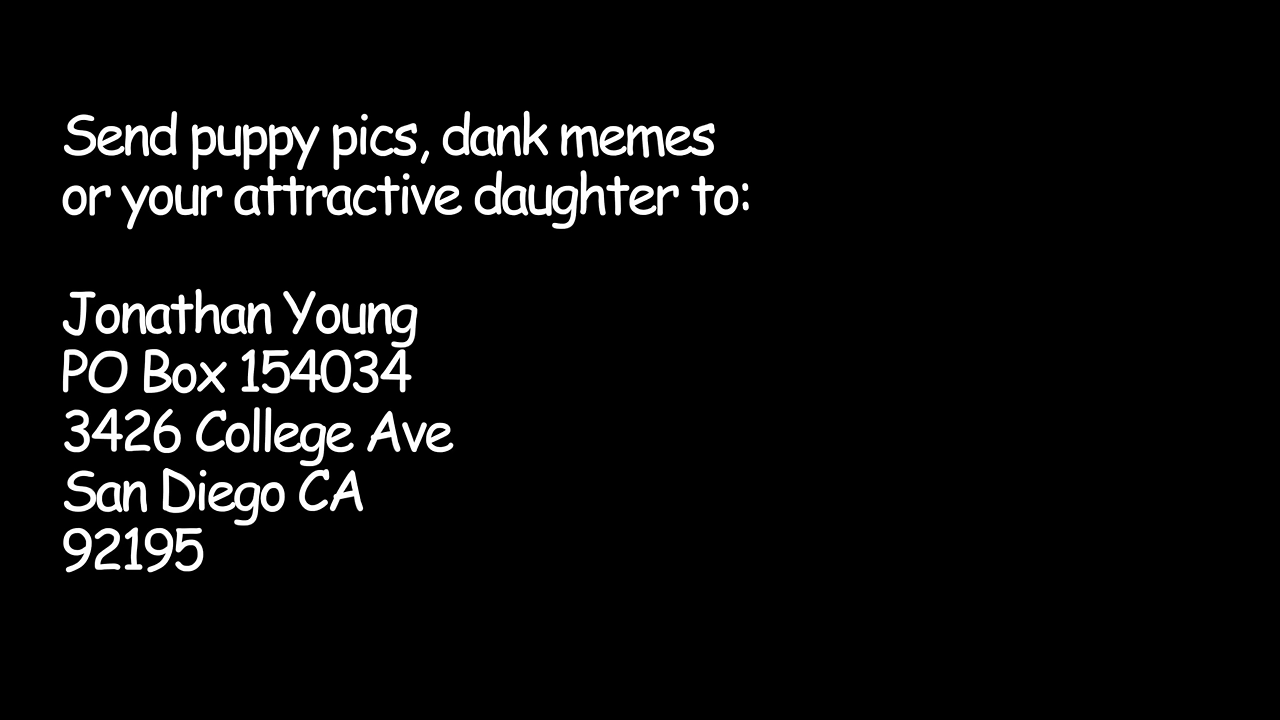 Send puppy pics, dank memes
or your attractive daughter to:
Jonathan Young
PO Box 154034
3426 College Ave
San Diego CA
92195